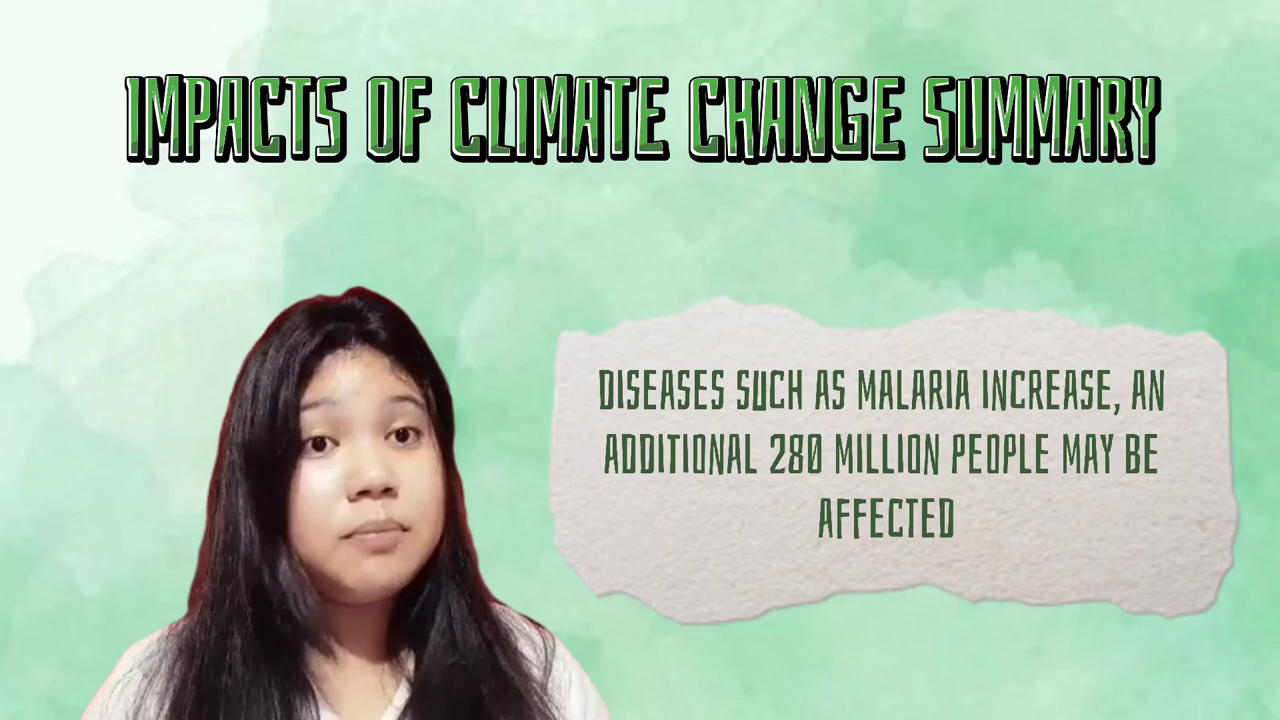 IMPACTS OF CLIMATE CHANGE SUMMARY
DISEASES SUCH AS MALARIA INCREASE, AN
ADDITIONAL 280 MILLION PEOPLE MAY BE
AFFECTED